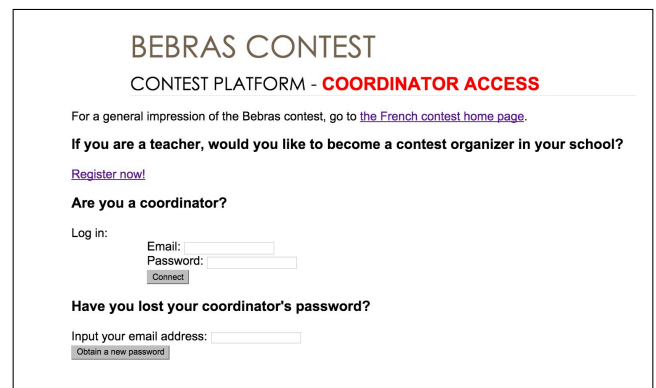 BEBRAS CONTEST
CONTEST PLATFORM - COORDINATOR ACCESS
For a general impression of the Bebras contest, go to the French contest home page.
If you are a teacher, would you like to become a contest organizer in your school?
Register now!
Are you a coordinator?
Log in:
Email:
Password:
Connect
Have you lost your coordinator's password?
Input your email address:
Obtain a new password